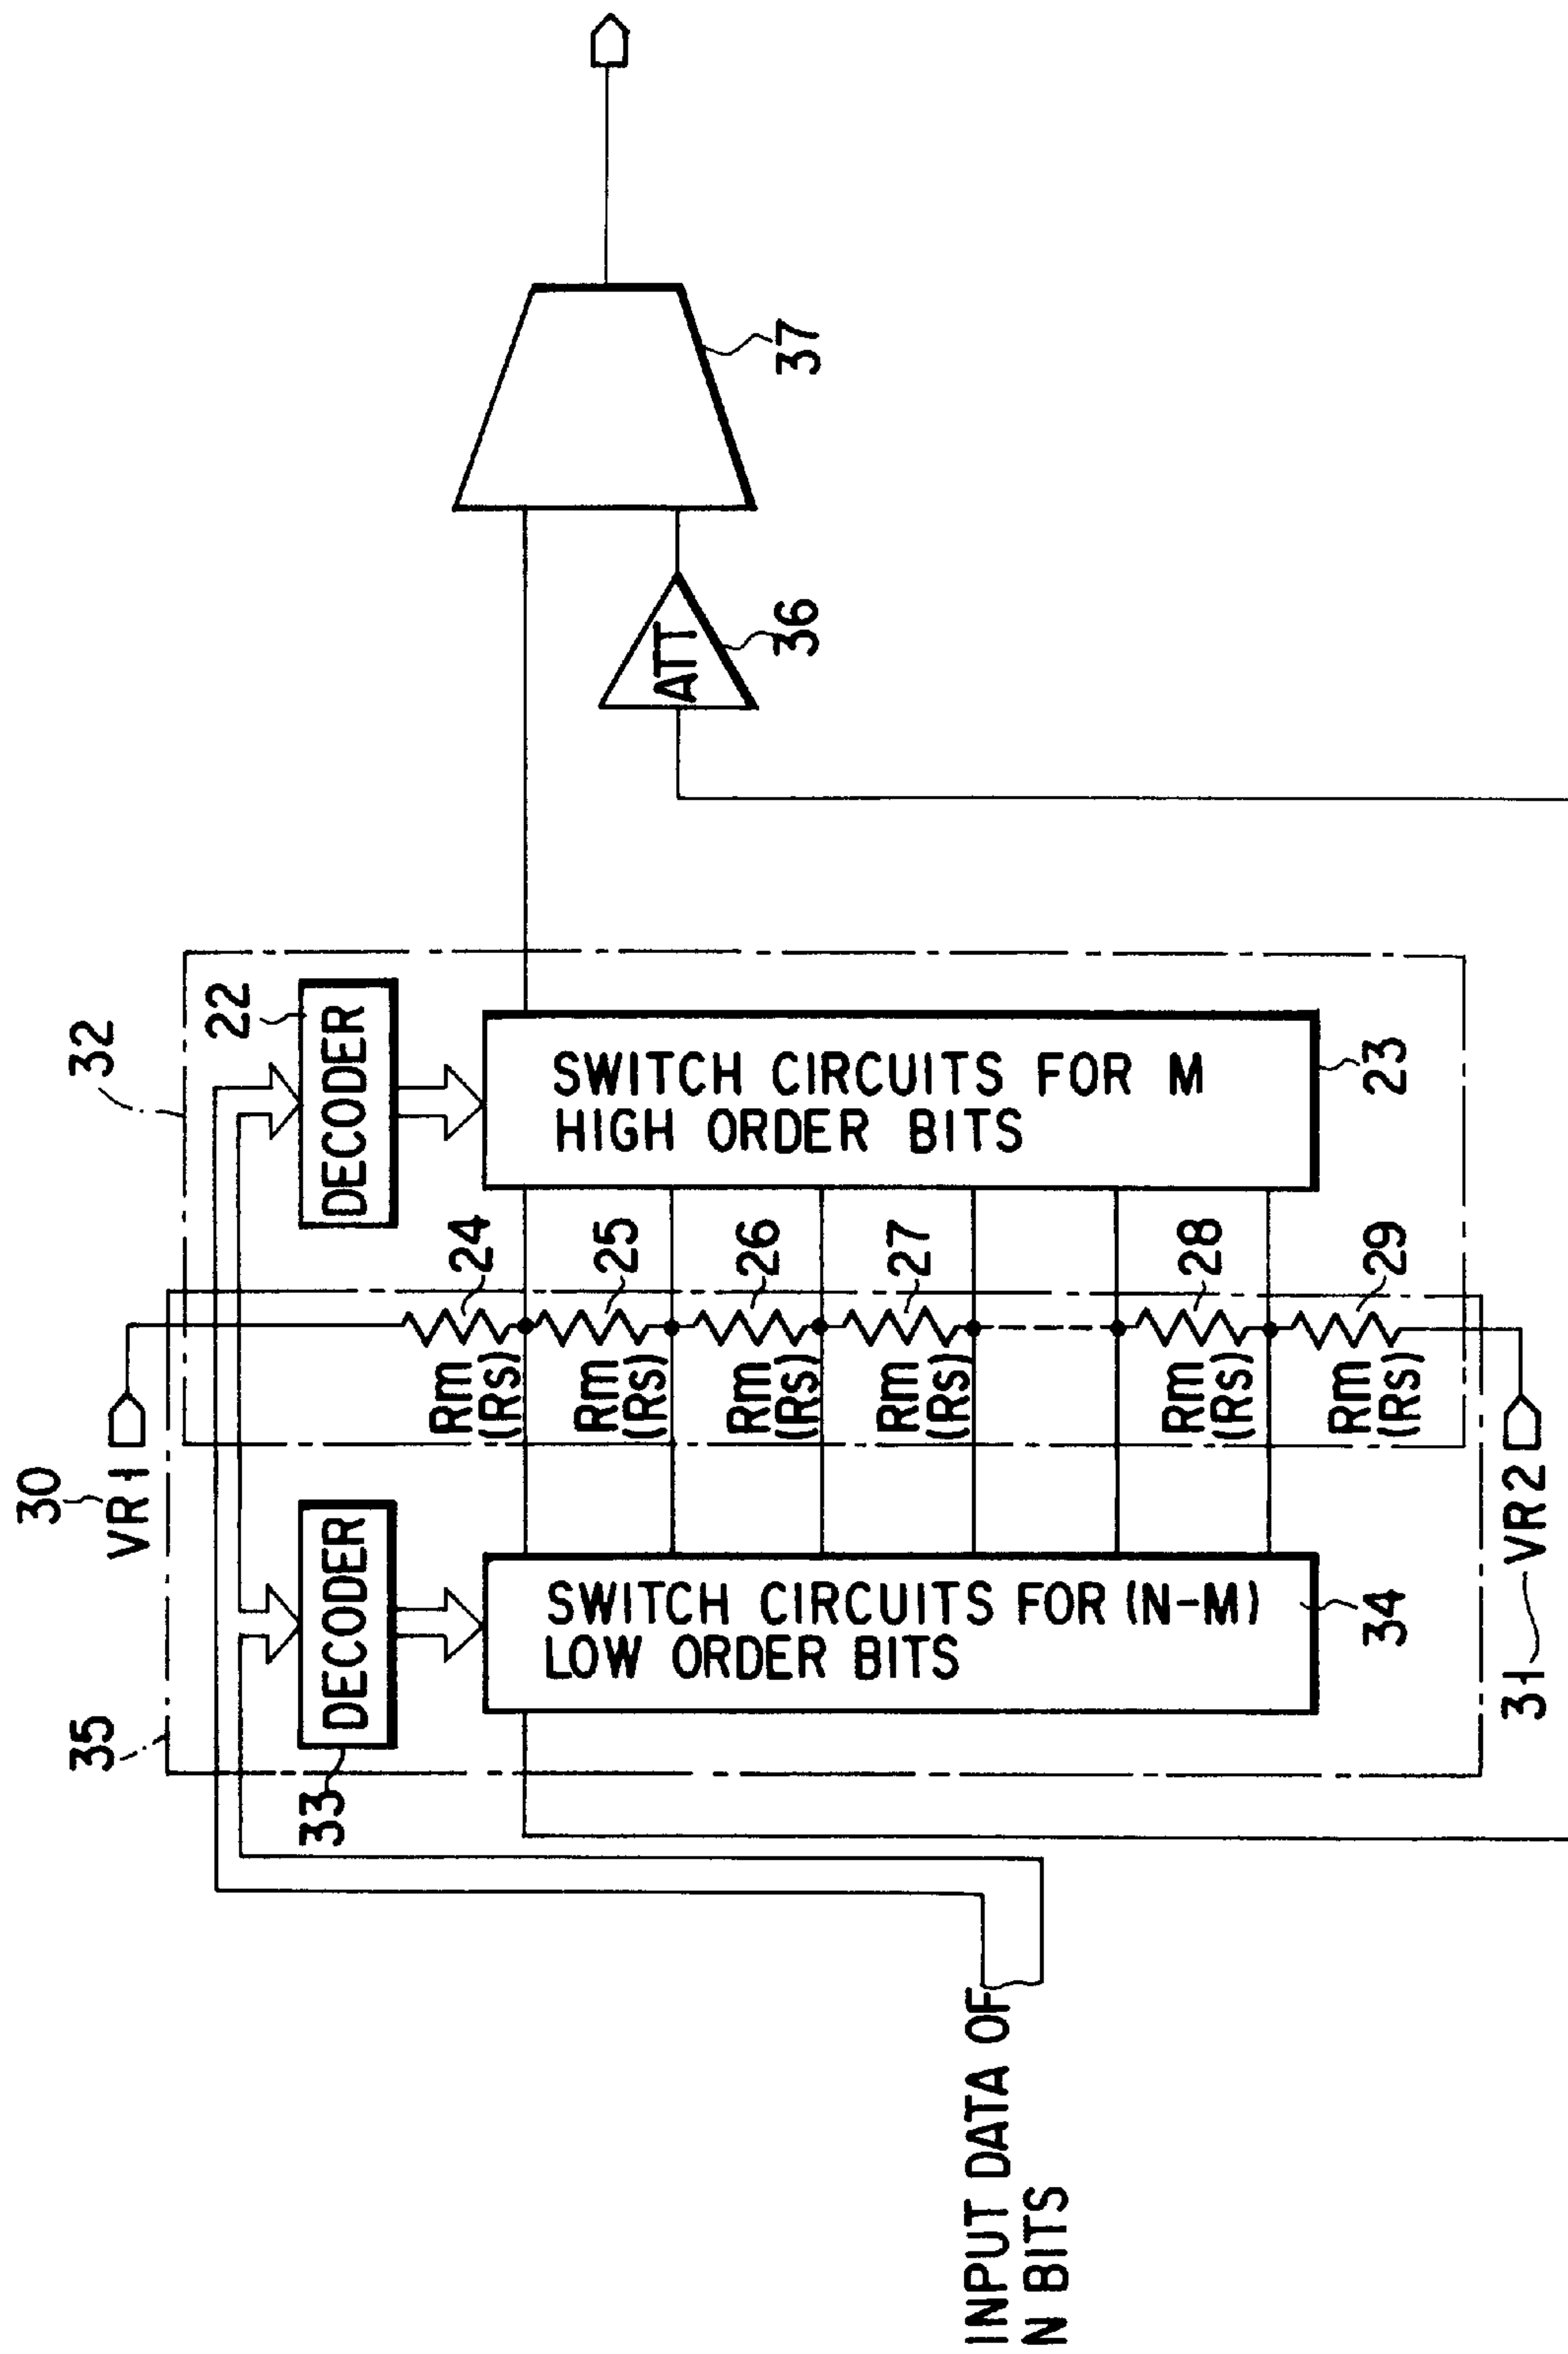 30
VR1
32
22
DECODER
35
33
DECODER
24
Rm
(Rs)
25
Rm
(Rs)
26
Rm
(Rs)
27
Rm
(Rs)
28
Rm
(Rs)
29
Rm
(Rs)
SWITCH CIRCUITS FOR M
HIGH ORDER BITS
23
SWITCH CIRCUITS FOR (N-M)
LOW ORDER BITS
34
31
VR2
ATT
36
37
INPUT DATA OF
N BITS